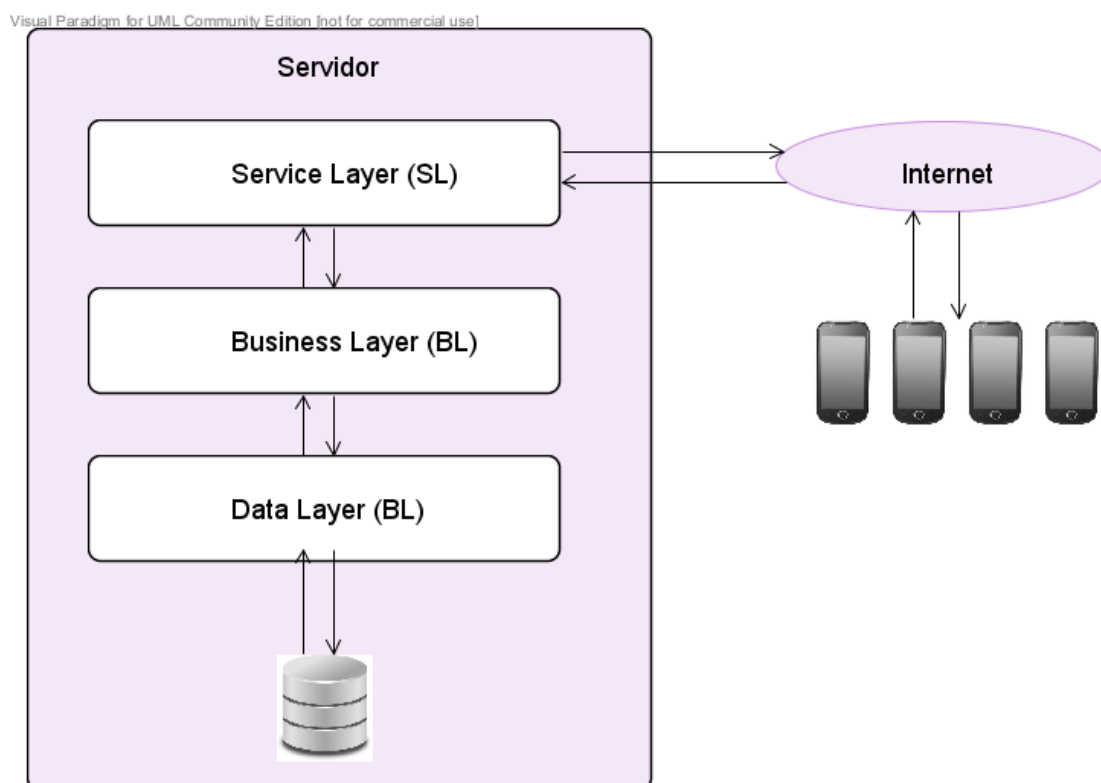 Visual Paradigm for UML Community Edition [not for commercial use]
Servidor
Service Layer (SL)
Internet
Business Layer (BL)
Data Layer (BL)